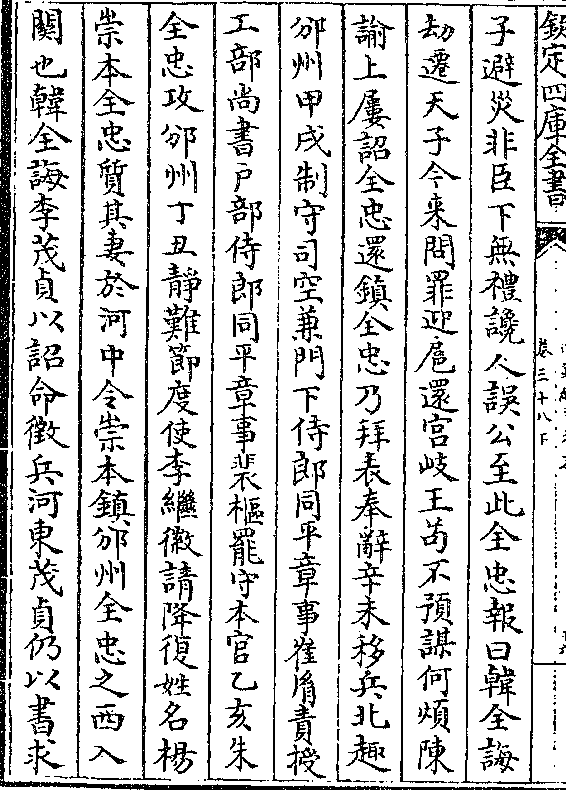 欽定四庫全書
卷三十八下
子避災非臣下無禮讒人誤公至此全忠報曰韓全誨
劫遷天子今來問罪迎扈還宮岐王苟不預謀何煩陳
諭上屢詔全忠還鎮全忠乃拜表奉辭辛未移兵北趣
邠州甲戌制守司空兼門下侍郎同平章事崔胤責授
工部尚書戶部侍郎同平章事裴樞罷守本官乙亥朱
全忠攻邠州丁丑靜難節度使李繼徽請降復姓名楊
崇本全忠質其妻於河中令崇本鎮邠州全忠之西入
關也韓全誨李茂貞以詔命徵兵河東茂貞仍以書求